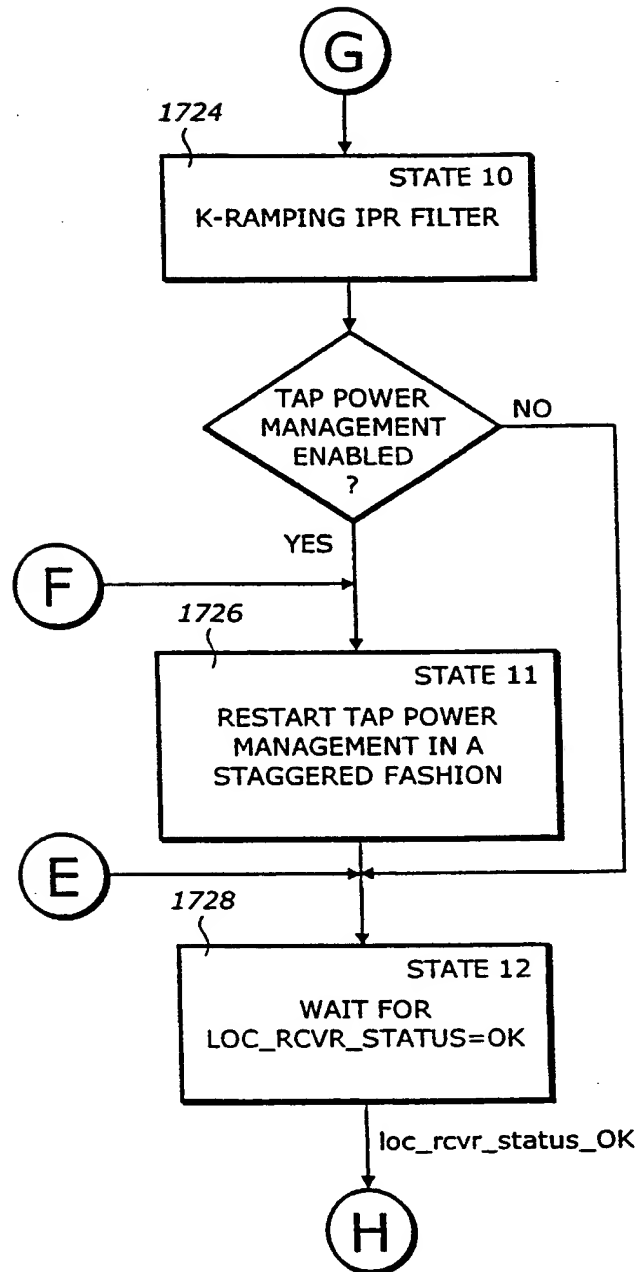 G
1724
STATE 10
K-RAMPING IPR FILTER
TAP POWER
MANAGEMENT
ENABLED
?
NO
YES
F
1726
STATE 11
RESTART TAP POWER
MANAGEMENT IN A
STAGGERED FASHION
E
1728
STATE 12
WAIT FOR
LOC_RCVR_STATUS=OK
loc_rcvr_status_OK
H